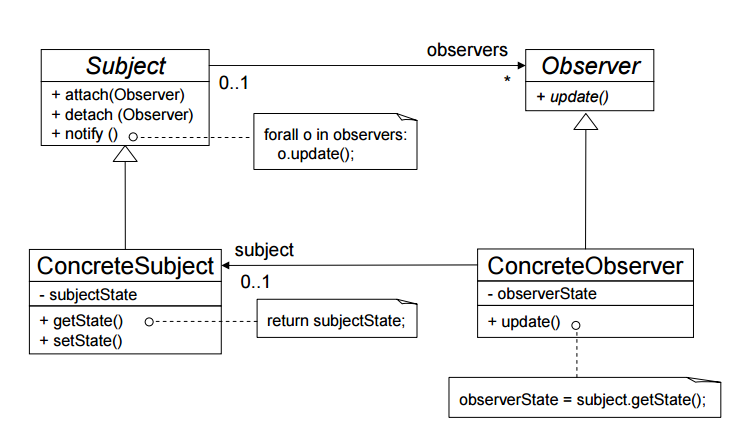 observers
Subject
0..1
*
Observer
+ attach(Observer)
+ detach (Observer)
+ notify ()
+ update()
forall o in observers:
o.update();
subject
0..1
ConcreteSubject
- subjectState
+ getState()
+ setState()
return subjectState;
ConcreteObserver
- observerState
+ update()
observerState = subject.getState();